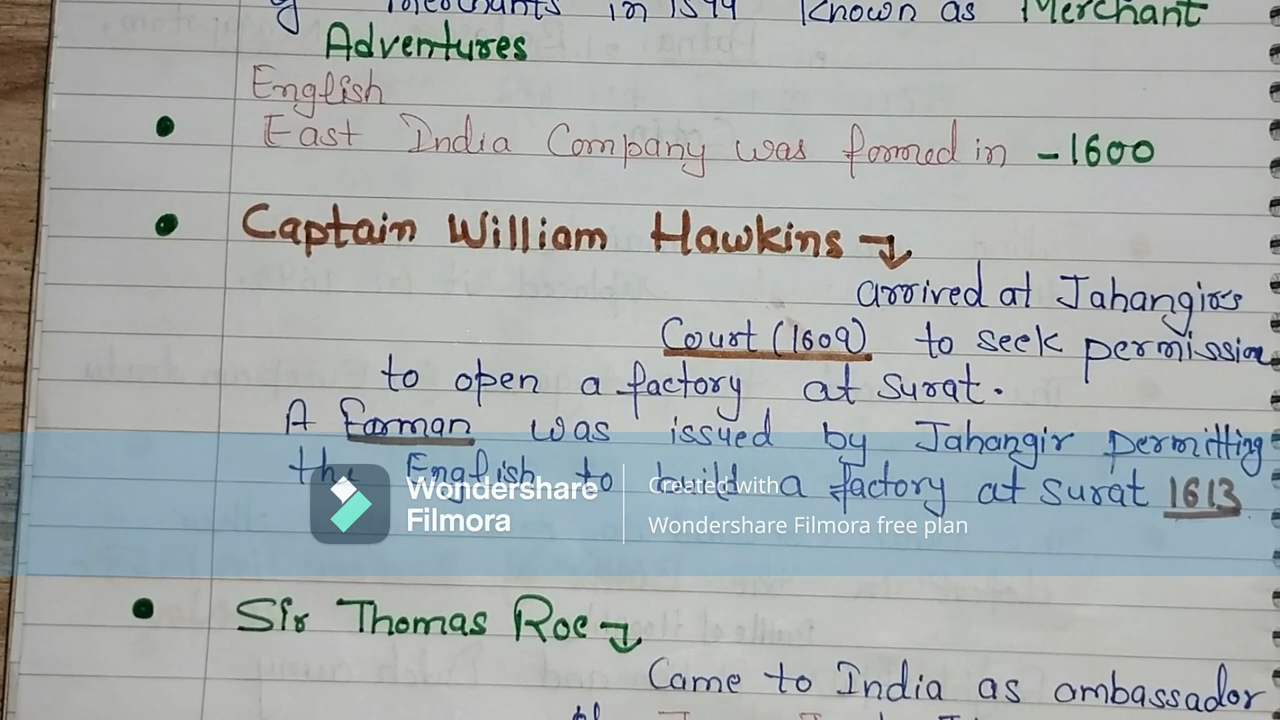 of Merchants in 1599 known as Merchant
Adventures
English
East India Company was formed in - 1600
Captain William Hawkins
arrived at Jahangirs
Court (1609) to seek permission
to open a factory at Surat.
A Farman was issued by Jahangir permitting
the English to build a factory at Surat 1613
Wondershare
Filmora
Created with
Wondershare Filmora free plan
Sir Thomas Roe
Came to India as ambassador